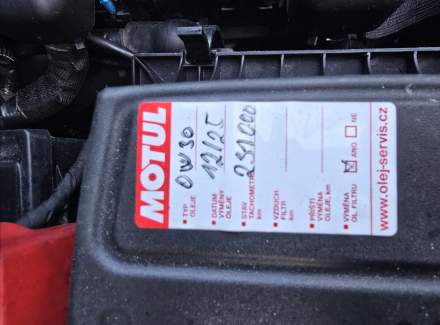 MOTUL
TYP OLEJE 0W30
DATUM VÝMĚNY OLEJE 12/25
STAV TACHOMETRU km 231000
VZDUCH. FILTR km
PŘÍŠTÍ VÝMĚNA OLEJE, km
VÝMĚNA OL. FILTRU ☒ ANO ☐ NE
www.olej-servis.cz